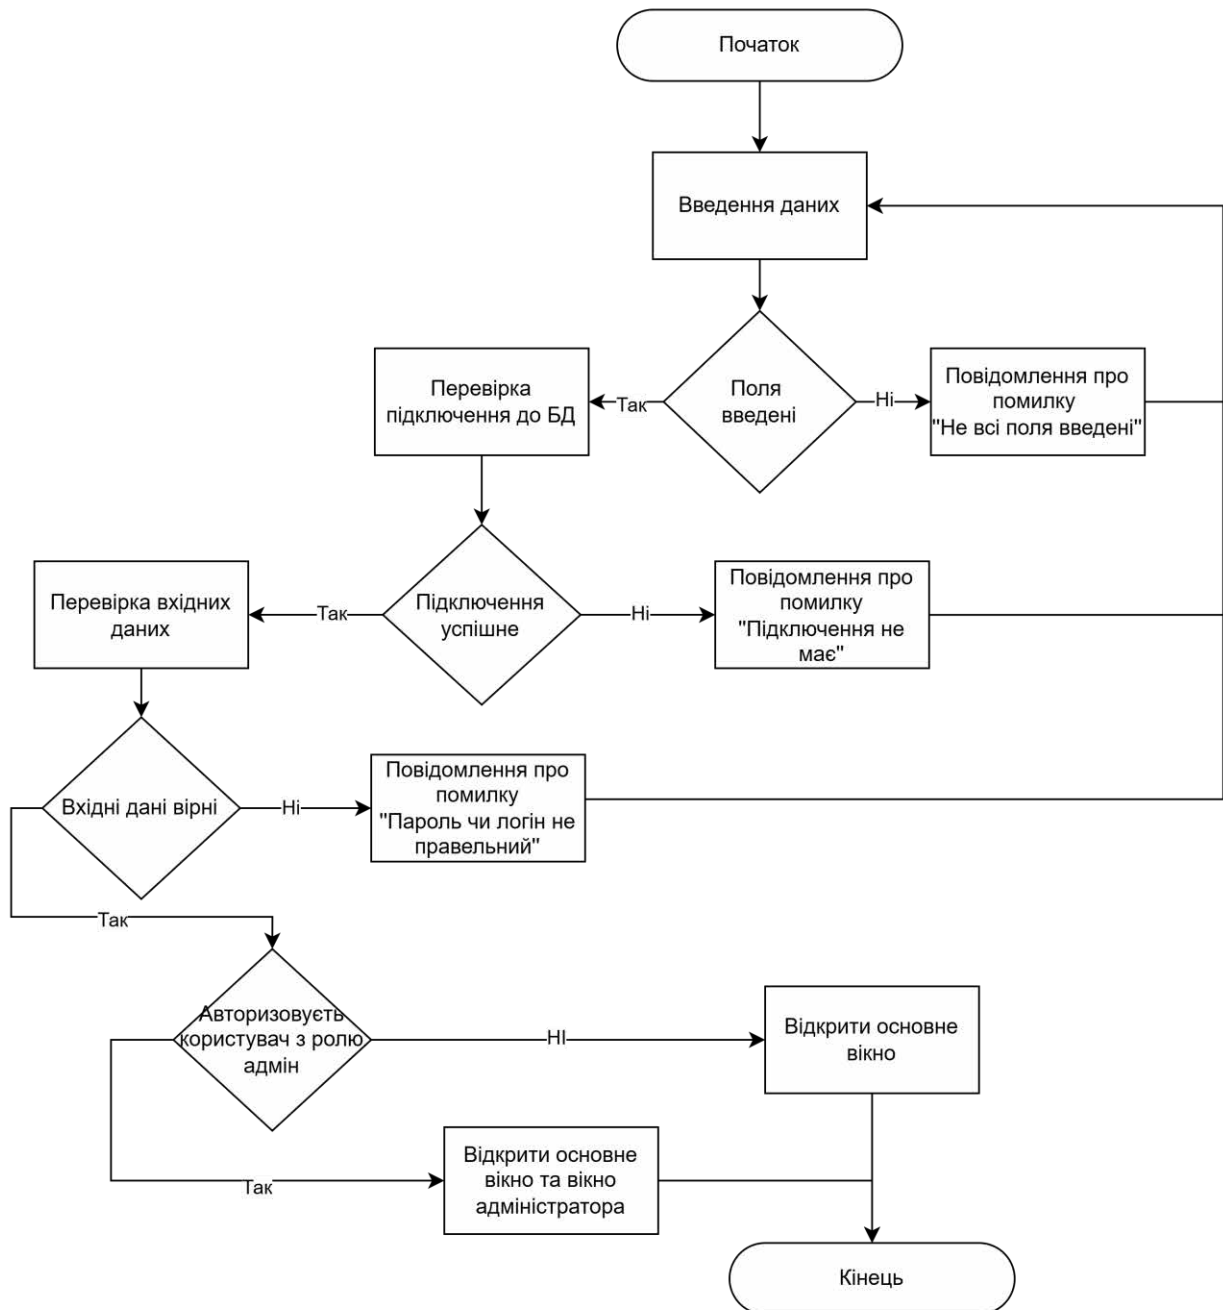 Початок
Введення даних
Перевірка
підключення до БД
Так
Поля
введені
Ні
Повідомлення про
помилку
"Не всі поля введені"
Перевірка вхідних
даних
Так
Підключення
успішне
Ні
Повідомлення про
помилку
"Підключення не
має"
Вхідні дані вірні
Ні
Повідомлення про
помилку
"Пароль чи логін не
правельний"
Так
Авторизовуєть
користувач з ролю
адмін
НІ
Відкрити основне
вікно
Так
Відкрити основне
вікно та вікно
адміністратора
Кінець